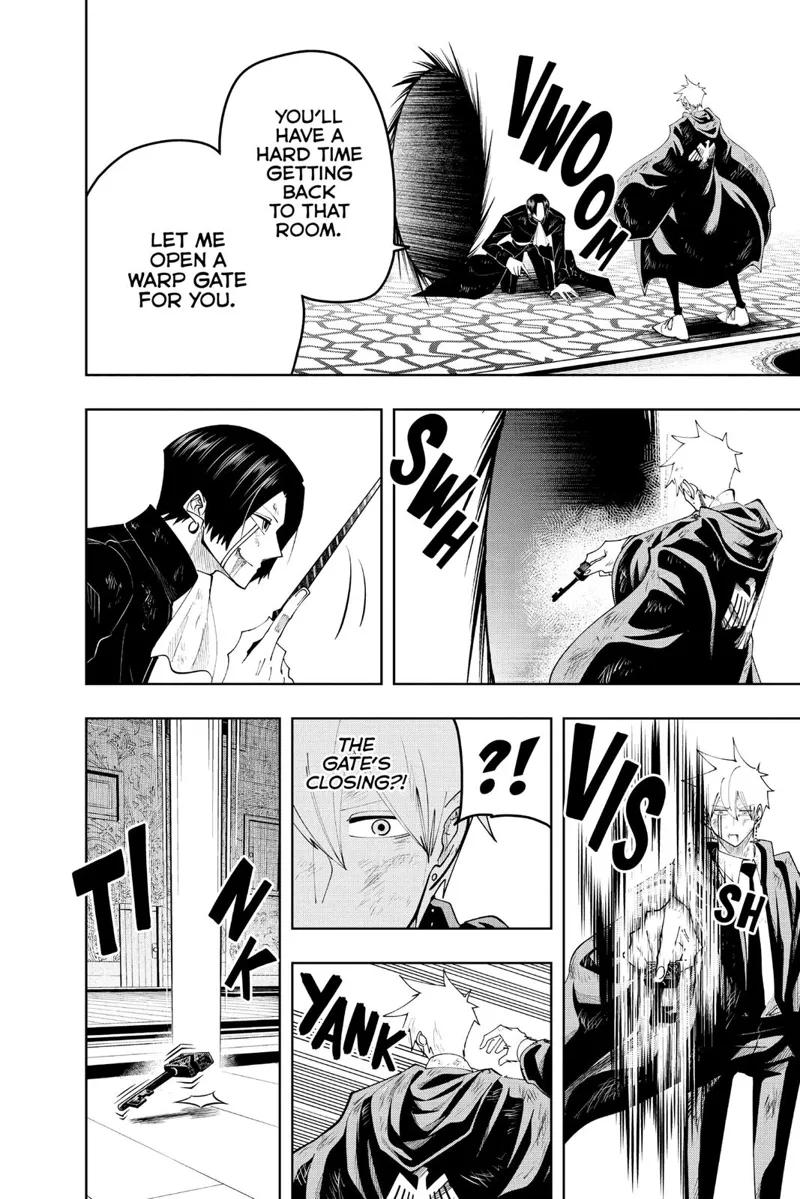 VWOOM
YOU'LL
HAVE A
HARD TIME
GETTING
BACK
TO THAT
ROOM.
LET ME
OPEN A
WARP GATE
FOR YOU.
SWH
VIS
SH
?!
THE
GATE'S
CLOSING?!
YANK
TI
NK